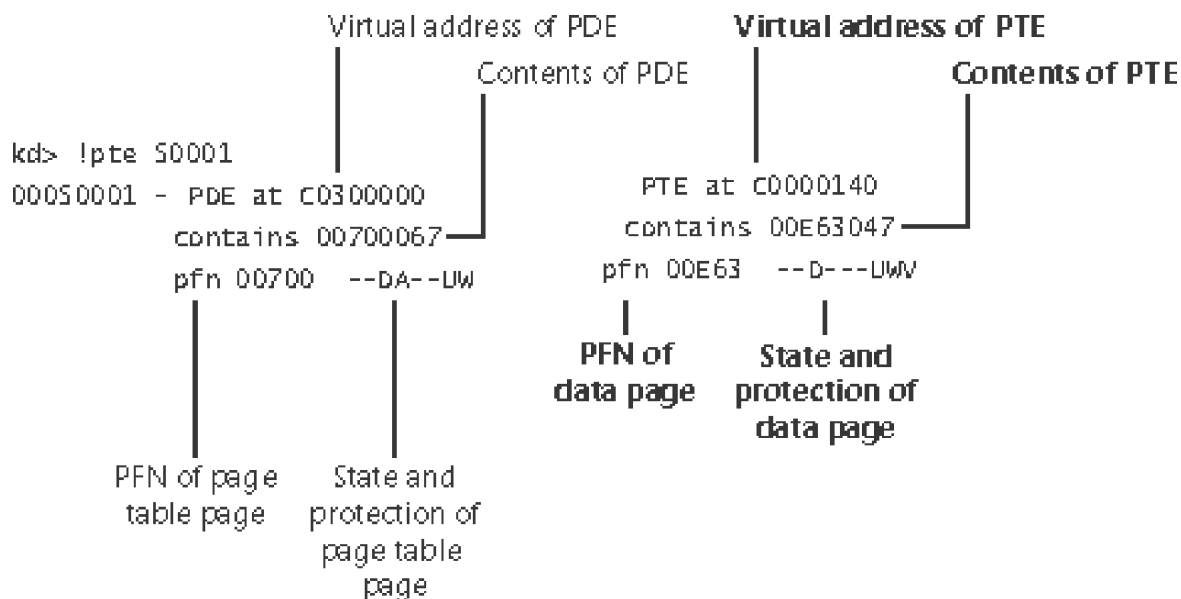 Virtual address of PDE
Virtual address of PTE
Contents of PDE
Contents of PTE
kd> !pte 50001
00050001 - PDE at C0300000
PTE at C0000140
contains 00700067
contains 00E63047
pfn 00700 --DA--UW
pfn 00E63 --D---UWV
PFN of
data page
State and
protection of
data page
PFN of page
table page
State and
protection of
page table
page